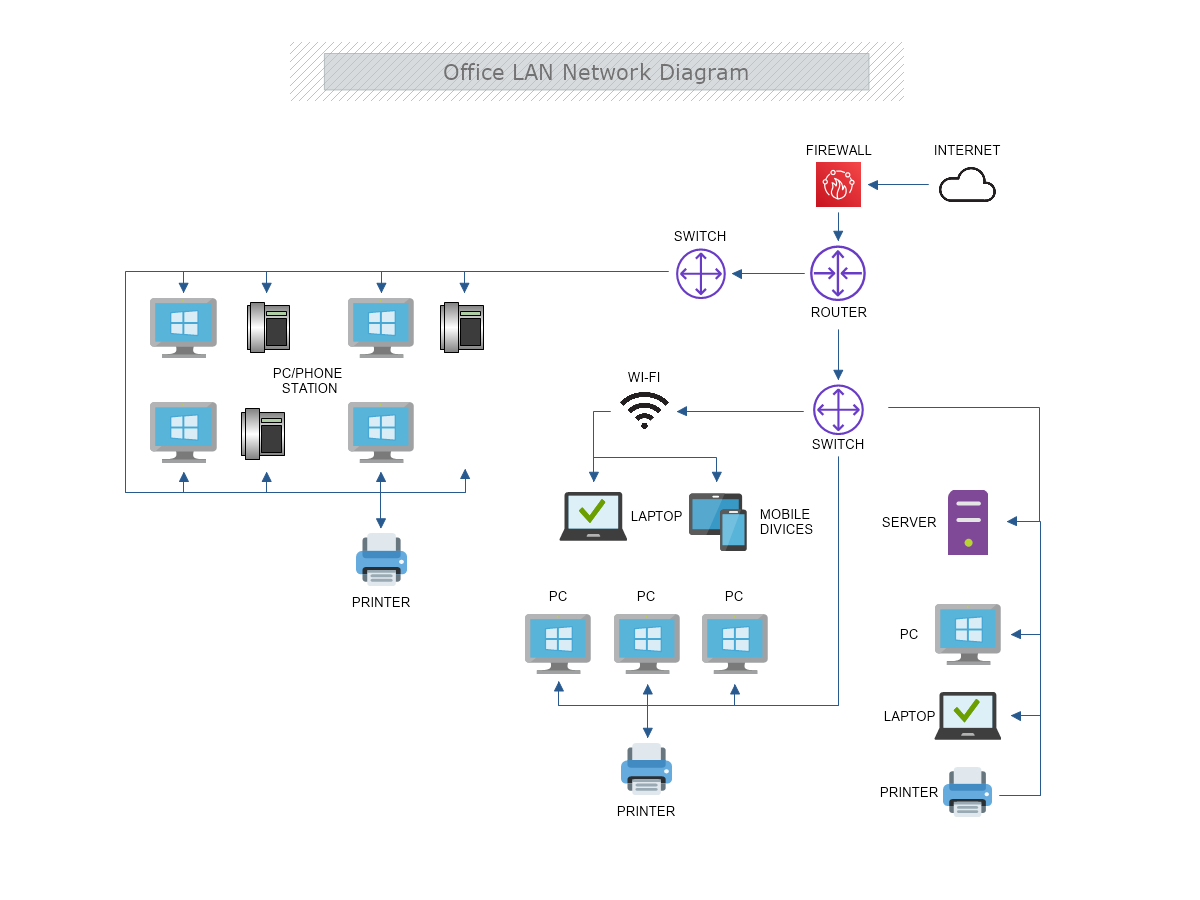 Office LAN Network Diagram
FIREWALL
INTERNET
SWITCH
ROUTER
PC/PHONE
STATION
WI-FI
SWITCH
LAPTOP
MOBILE
DIVICES
SERVER
PRINTER
PC
PC
PC
PC
LAPTOP
PRINTER
PRINTER